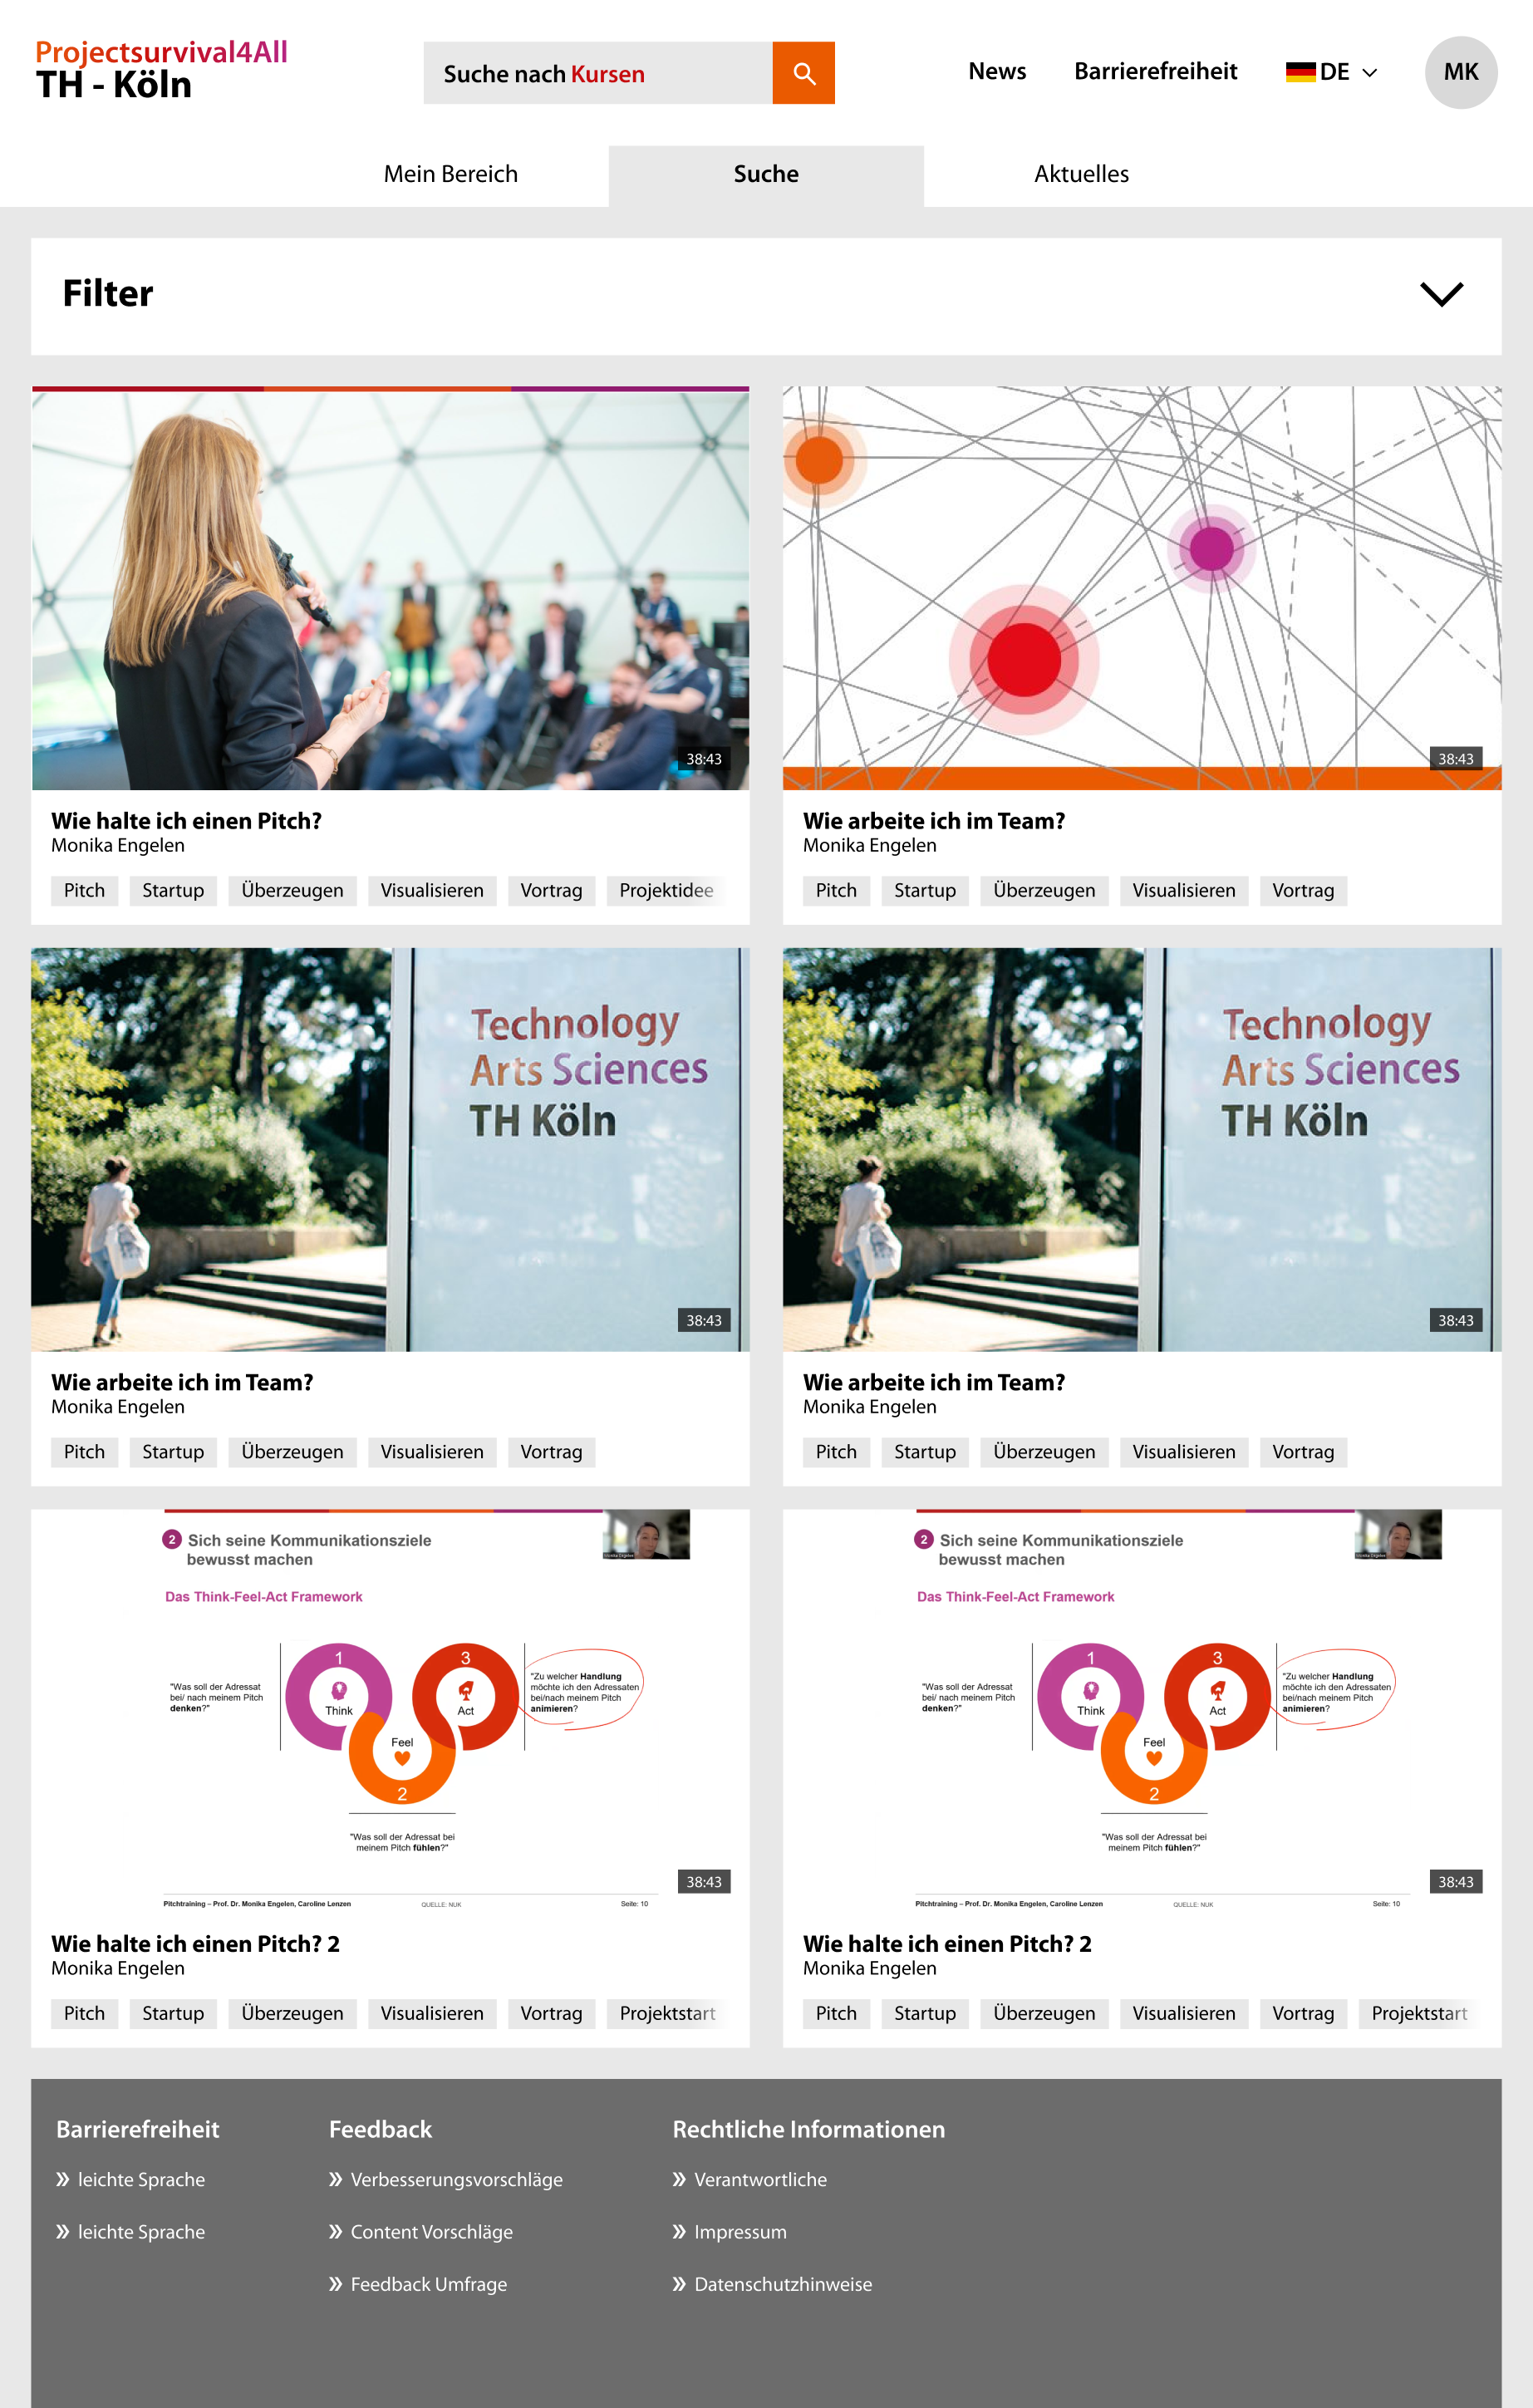 Projectsurvival4All
TH - Köln
Suche nach Kursen
News
Barrierefreiheit
DE
MK
Mein Bereich
Suche
Aktuelles
Filter
38:43
38:43
Wie halte ich einen Pitch?
Monika Engelen
Pitch Startup Überzeugen Visualisieren Vortrag Projektidee
Wie arbeite ich im Team?
Monika Engelen
Pitch Startup Überzeugen Visualisieren Vortrag
Technology
Arts Sciences
TH Köln
38:43
Technology
Arts Sciences
TH Köln
38:43
Wie arbeite ich im Team?
Monika Engelen
Pitch Startup Überzeugen Visualisieren Vortrag
Wie arbeite ich im Team?
Monika Engelen
Pitch Startup Überzeugen Visualisieren Vortrag
2 Sich seine Kommunikationsziele
bewusst machen
Monika Engelen
Das Think-Feel-Act Framework
"Was soll der Adressat
bei/ nach meinem Pitch
denken?"
1
Think
Feel
2
3
Act
"Zu welcher Handlung
möchte ich den Adressaten
bei/nach meinem Pitch
animieren?
"Was soll der Adressat bei
meinem Pitch fühlen?"
38:43
Pitchtraining – Prof. Dr. Monika Engelen, Caroline Lenzen
QUELLE: NUK
Seite: 10
2 Sich seine Kommunikationsziele
bewusst machen
Monika Engelen
Das Think-Feel-Act Framework
"Was soll der Adressat
bei/ nach meinem Pitch
denken?"
1
Think
Feel
2
3
Act
"Zu welcher Handlung
möchte ich den Adressaten
bei/nach meinem Pitch
animieren?
"Was soll der Adressat bei
meinem Pitch fühlen?"
38:43
Pitchtraining – Prof. Dr. Monika Engelen, Caroline Lenzen
QUELLE: NUK
Seite: 10
Wie halte ich einen Pitch? 2
Monika Engelen
Pitch Startup Überzeugen Visualisieren Vortrag Projektstart
Wie halte ich einen Pitch? 2
Monika Engelen
Pitch Startup Überzeugen Visualisieren Vortrag Projektstart
Barrierefreiheit
» leichte Sprache
» leichte Sprache
Feedback
» Verbesserungsvorschläge
» Content Vorschläge
» Feedback Umfrage
Rechtliche Informationen
» Verantwortliche
» Impressum
» Datenschutzhinweise